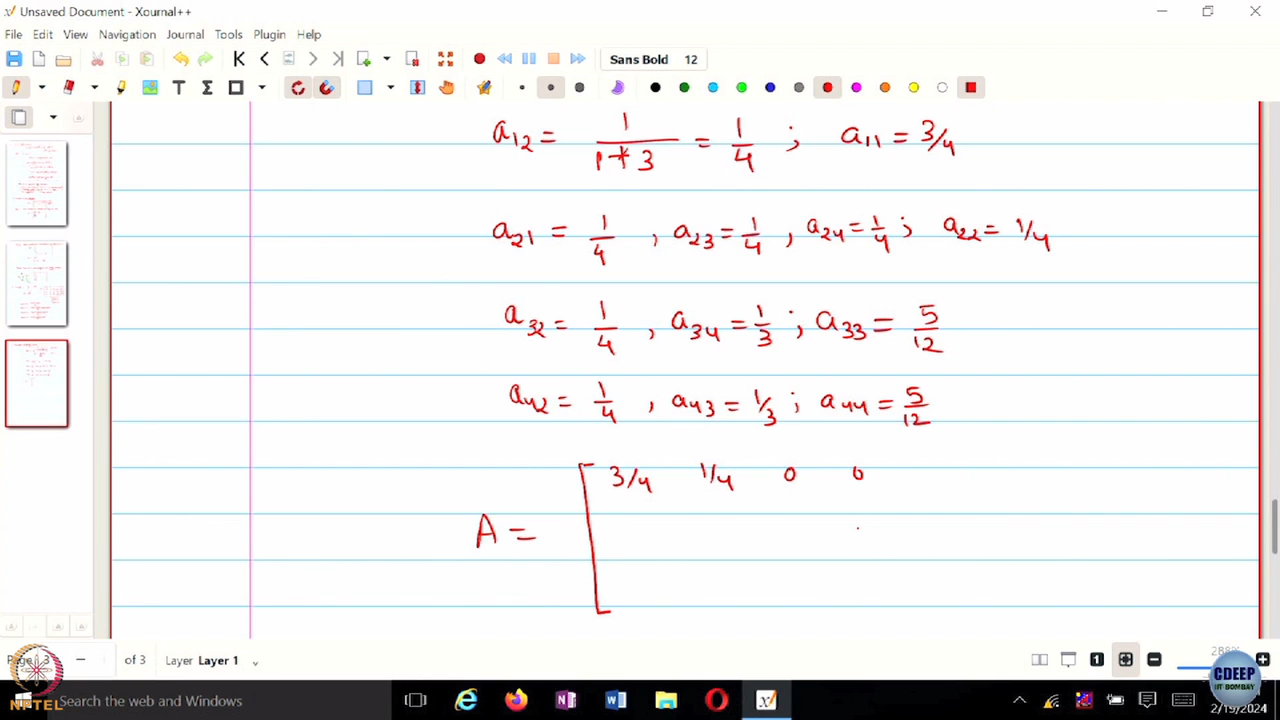 Unsaved Document - Xournal++
File Edit View Navigation Journal Tools Plugin Help
Sans Bold 12
a12 = 1/(1+3) = 1/4 ; a11 = 3/4
a21 = 1/4 , a23 = 1/4 , a24 = 1/4 ; a22 = 1/4
a32 = 1/4 , a34 = 1/3 ; a33 = 5/12
a42 = 1/4 , a43 = 1/3 ; a44 = 5/12
A = [ 3/4 1/4 0 0
of 3 Layer Layer 1 288%
NPTEL Search the web and Windows
CDEEP
IIT BOMBAY
2/19/2024